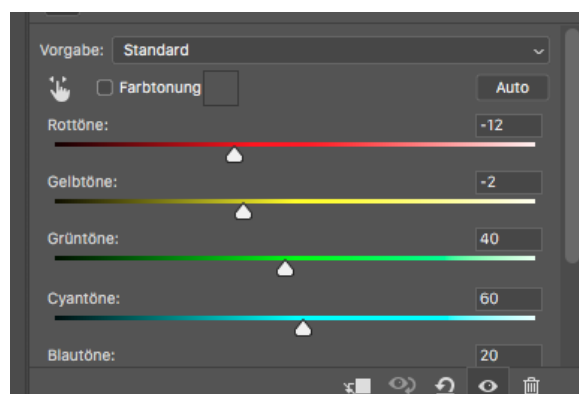 Vorgabe: Standard
Farbtonung Auto
Rottöne: -12
Gelbtöne: -2
Grüntöne: 40
Cyantöne: 60
Blautöne: 20